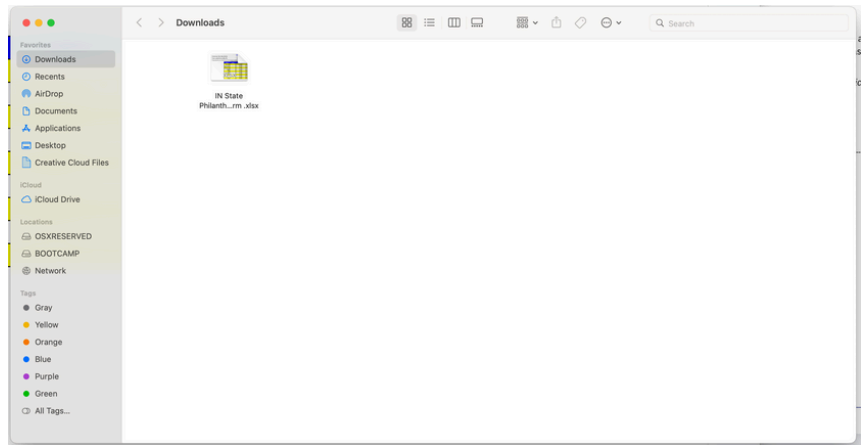 Downloads
Search
Favorites
Downloads
Recents
AirDrop
Documents
Applications
Desktop
Creative Cloud Files
iCloud
iCloud Drive
Locations
OSXRESERVED
BOOTCAMP
Network
Tags
Gray
Yellow
Orange
Blue
Purple
Green
All Tags...
IN State
Philanth...rm .xlsx